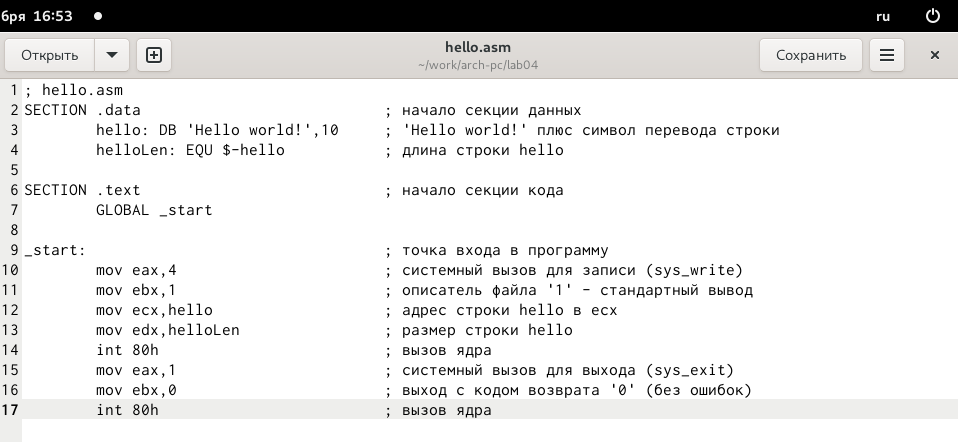 бря 16:53 ru
Открыть hello.asm Сохранить
~/work/arch-pc/lab04
1 ; hello.asm
2 SECTION .data ; начало секции данных
3 hello: DB 'Hello world!',10 ; 'Hello world!' плюс символ перевода строки
4 helloLen: EQU $-hello ; длина строки hello
5
6 SECTION .text ; начало секции кода
7 GLOBAL _start
8
9 _start: ; точка входа в программу
10 mov eax,4 ; системный вызов для записи (sys_write)
11 mov ebx,1 ; описатель файла '1' - стандартный вывод
12 mov ecx,hello ; адрес строки hello в ecx
13 mov edx,helloLen ; размер строки hello
14 int 80h ; вызов ядра
15 mov eax,1 ; системный вызов для выхода (sys_exit)
16 mov ebx,0 ; выход с кодом возврата '0' (без ошибок)
17 int 80h ; вызов ядра